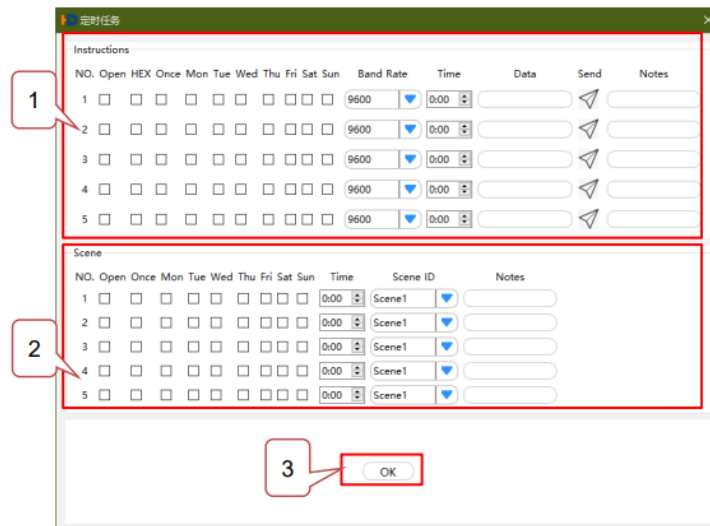 定时任务
Instructions
NO. Open HEX Once Mon Tue Wed Thu Fri Sat Sun Band Rate Time Data Send Notes
1 9600 0:00
1
2 9600 0:00
3 9600 0:00
4 9600 0:00
5 9600 0:00
Scene
NO. Open Once Mon Tue Wed Thu Fri Sat Sun Time Scene ID Notes
1 0:00 Scene1
2 0:00 Scene1
2
3 0:00 Scene1
4 0:00 Scene1
5 0:00 Scene1
3
OK